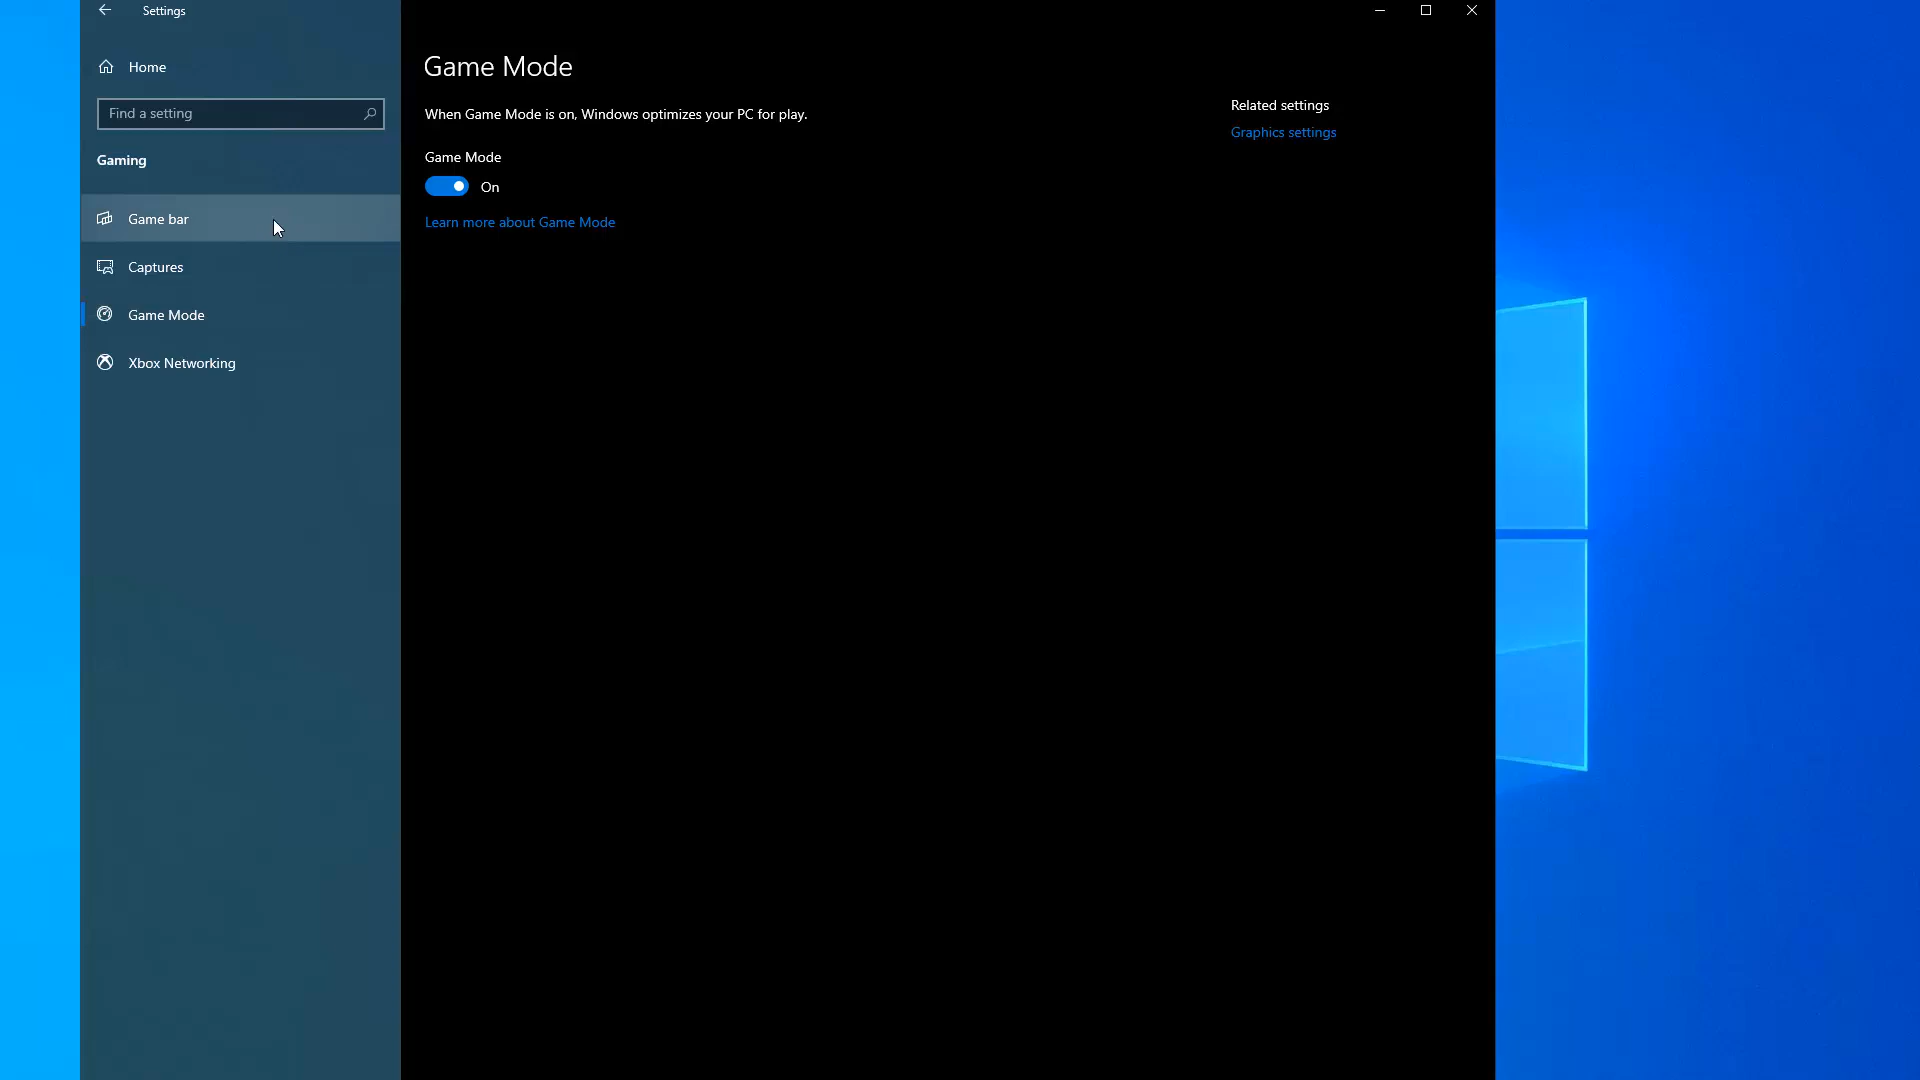 Settings
Home
Find a setting
Gaming
Game bar
Captures
Game Mode
Xbox Networking
Game Mode
When Game Mode is on, Windows optimizes your PC for play.
Game Mode
On
Learn more about Game Mode
Related settings
Graphics settings